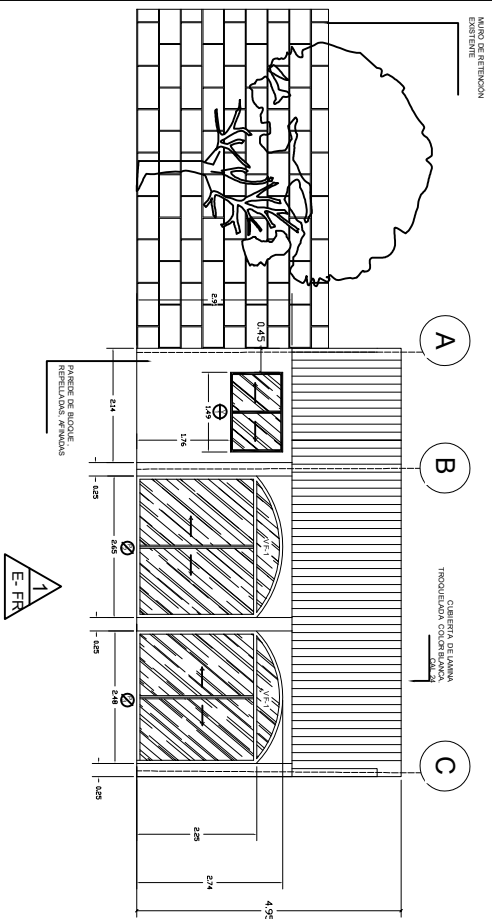 MURO DE RETENCION
EXISTENTE
A
B
C
CUBIERTA DE LAMINA
TROQUELADA COLOR BLANCA,
CAL. 24
0.45
2.9
1.49
1.76
2.14
PAREDE DE BLOQUE,
REPELLADAS, AFINADAS
VF-1
VF-1
0.25
2.65
0.25
2.48
0.25
2.25
2.74
4.95
1
E- FR